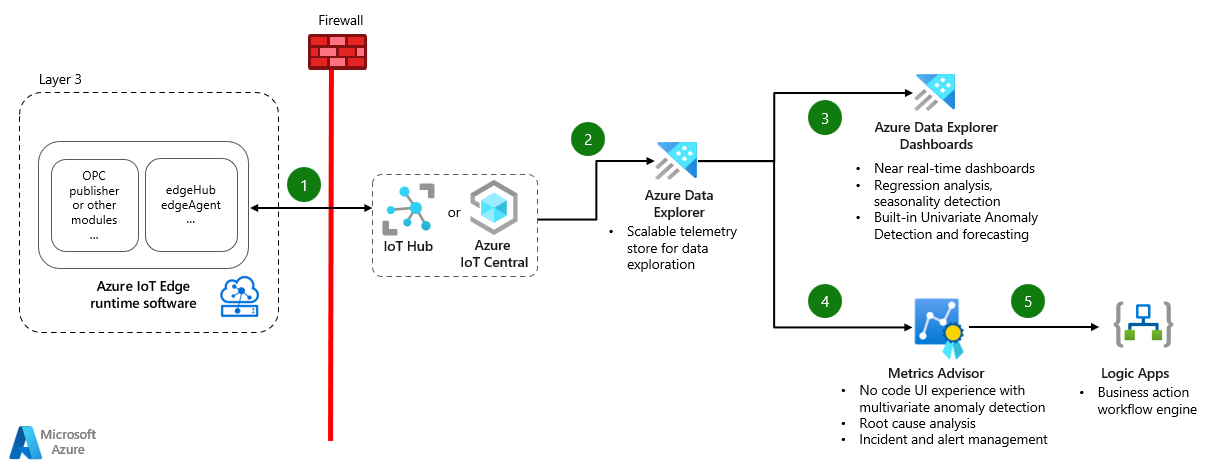 Firewall
Layer 3
OPC
publisher
or other
modules
...
edgeHub
edgeAgent
...
Azure IoT Edge
runtime software
1
IoT Hub
or
Azure
IoT Central
2
Azure Data
Explorer
• Scalable telemetry
store for data
exploration
3
Azure Data Explorer
Dashboards
• Near real-time dashboards
• Regression analysis,
seasonality detection
• Built-in Univariate Anomaly
Detection and forecasting
4
Metrics Advisor
• No code UI experience with
multivariate anomaly detection
• Root cause analysis
• Incident and alert management
5
Logic Apps
• Business action
workflow engine
Microsoft
Azure